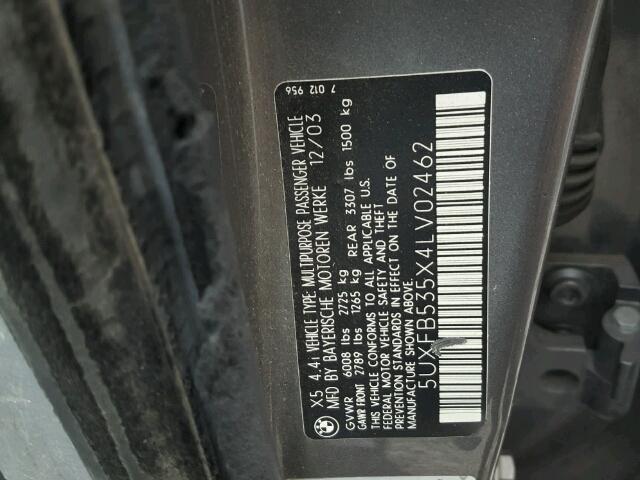 X5 4.4i VEHICLE TYPE: MULTIPURPOSE PASSENGER VEHICLE
MFD BY BAYERISCHE MOTOREN WERKE 12/03
GVWR 6008 lbs 2725 kg
GAWR FRONT 2789 lbs 1265 kg REAR 3307 lbs 1500 kg
THIS VEHICLE CONFORMS TO ALL APPLICABLE U.S.
FEDERAL MOTOR VEHICLE SAFETY AND THEFT
PREVENTION STANDARDS IN EFFECT ON THE DATE OF
MANUFACTURE SHOWN ABOVE.
5UXFB535X4LV02462
7 012 956